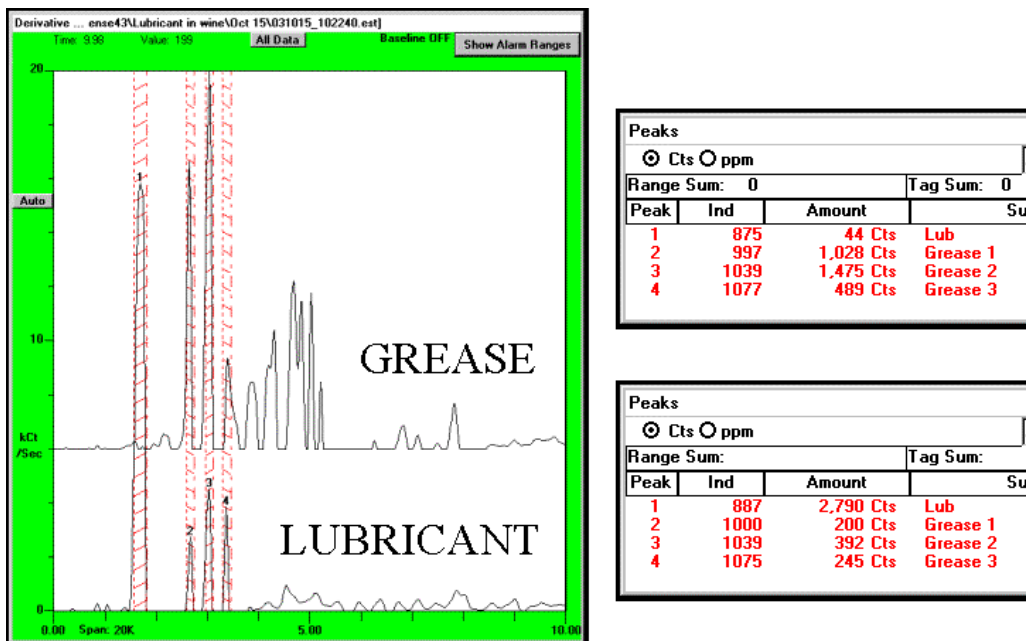 Derivative ... ense43\Lubricant in wine\Oct 15\031015_102240.est]
Time: 9.98 Value: 199 All Data Baseline OFF Show Alarm Ranges
20
1
Auto
10
GREASE
kCt
/Sec
3
4
2
LUBRICANT
0
0.00 Span: 20K 5.00 10.00
Peaks
Cts ppm
Range Sum: 0 Tag Sum: 0
Peak Ind Amount Su
1 875 44 Cts Lub
2 997 1,028 Cts Grease 1
3 1039 1,475 Cts Grease 2
4 1077 489 Cts Grease 3
Peaks
Cts ppm
Range Sum: Tag Sum:
Peak Ind Amount Su
1 887 2,790 Cts Lub
2 1000 200 Cts Grease 1
3 1039 392 Cts Grease 2
4 1075 245 Cts Grease 3